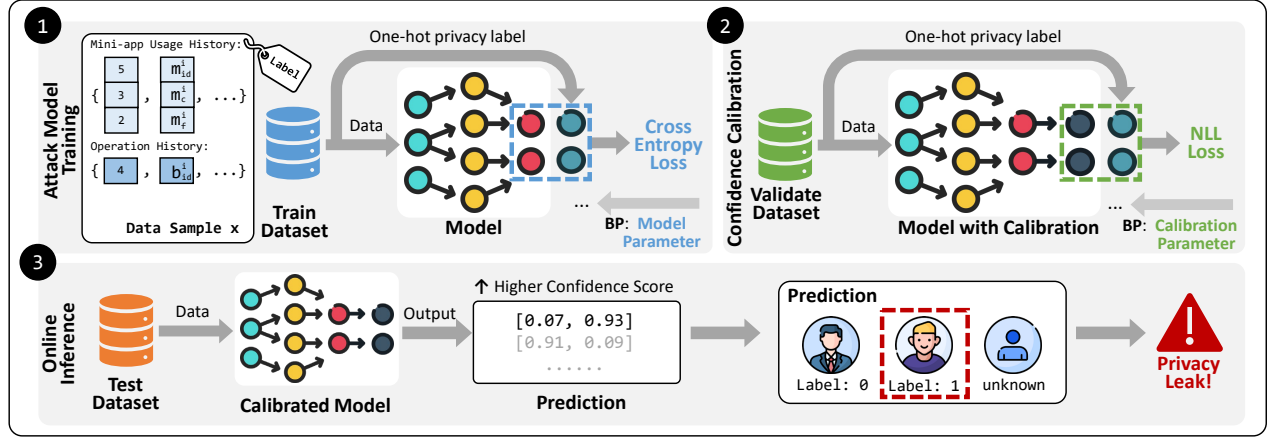 1
Attack Model
Training
Mini-app Usage History:
Label
5
m^i_id
{ 3 , m^i_c , ...}
2
m^i_f
Operation History:
{ 4 , b^i_id , ...}
Data Sample x
Train
Dataset
One-hot privacy label
Data
Model
Cross
Entropy
Loss
...
BP: Model
Parameter
2
Confidence Calibration
Validate
Dataset
One-hot privacy label
Data
Model with Calibration
NLL
Loss
...
BP: Calibration
Parameter
3
Online
Inference
Test
Dataset
Data
Calibrated Model
Output
↑ Higher Confidence Score
[0.07, 0.93]
[0.91, 0.09]
......
Prediction
Prediction
Label: 0
Label: 1
unknown
Privacy
Leak!